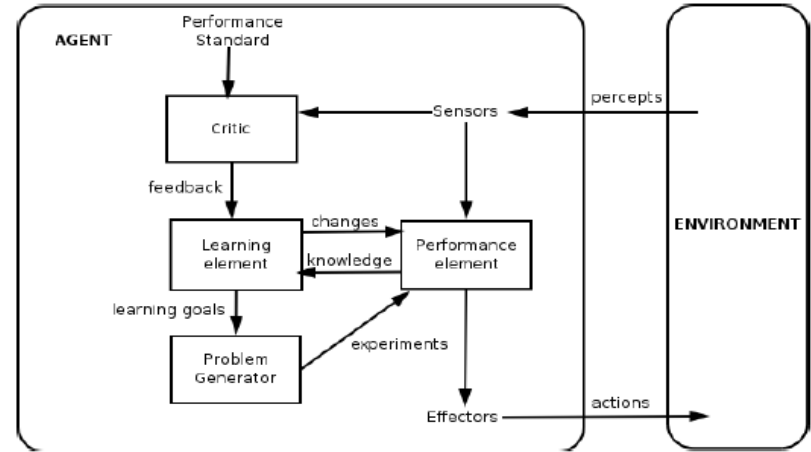 Performance
Standard
AGENT
percepts
Sensors
Critic
feedback
changes
ENVIRONMENT
Learning
element
Performance
element
knowledge
learning goals
experiments
Problem
Generator
Effectors
actions